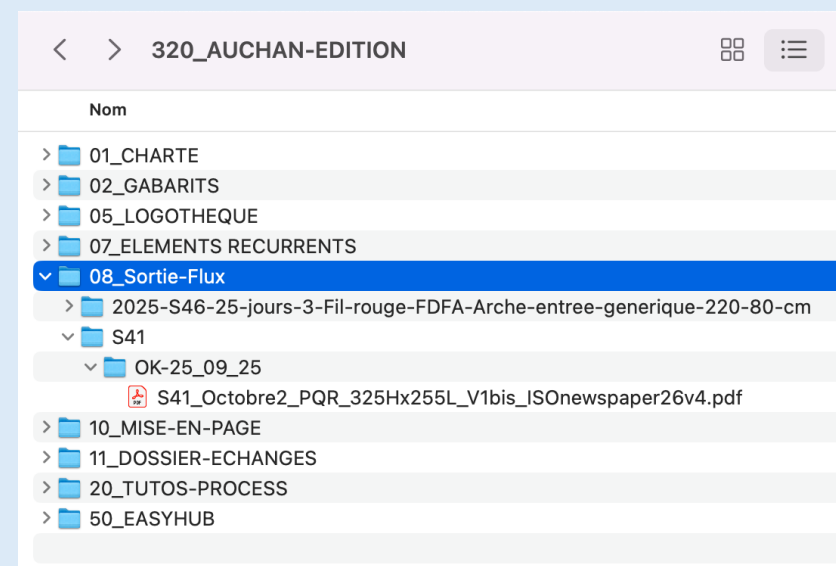 320_AUCHAN-EDITION
Nom
01_CHARTE
02_GABARITS
05_LOGOTHEQUE
07_ELEMENTS RECURRENTS
08_Sortie-Flux
2025-S46-25-jours-3-Fil-rouge-FDFA-Arche-entree-generique-220-80-cm
S41
OK-25_09_25
S41_Octobre2_PQR_325Hx255L_V1bis_ISOnewspaper26v4.pdf
10_MISE-EN-PAGE
11_DOSSIER-ECHANGES
20_TUTOS-PROCESS
50_EASYHUB